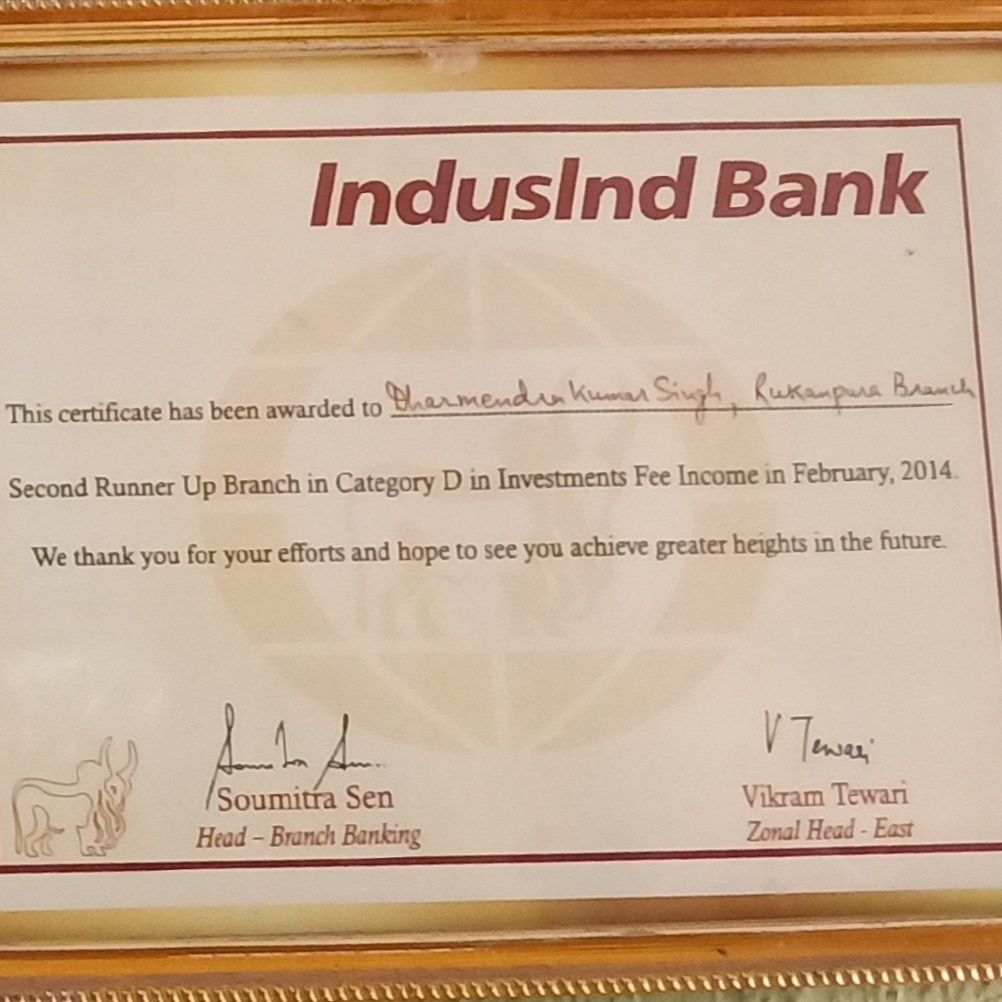 IndusInd Bank
This certificate has been awarded to Dharmendra Kumar Singh, Rukanpura Branch
Second Runner Up Branch in Category D in Investments Fee Income in February, 2014.
We thank you for your efforts and hope to see you achieve greater heights in the future.
Soumitra Sen V Tewari
Soumitra Sen Vikram Tewari
Head – Branch Banking Zonal Head - East